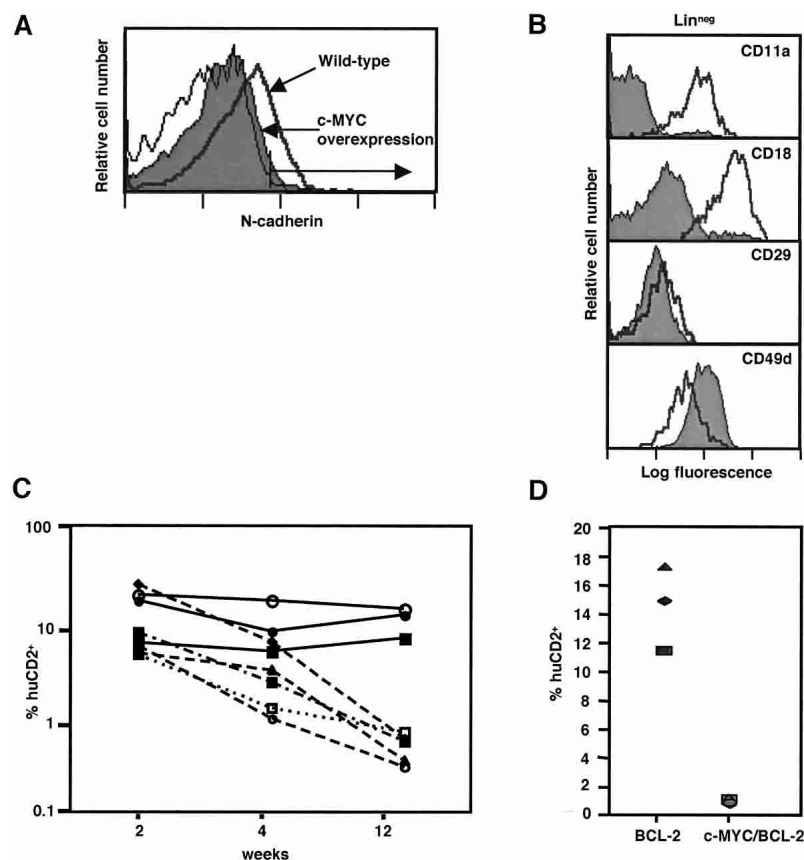 A
Relative cell number
Wild-type
c-MYC
overexpression
N-cadherin
B
Lin^neg
Relative cell number
CD11a
CD18
CD29
CD49d
Log fluorescence
C
% huCD2+
100
10
1
0.1
2 4 12
weeks
D
% huCD2+
20
18
16
14
12
10
8
6
4
2
0
BCL-2 c-MYC/BCL-2